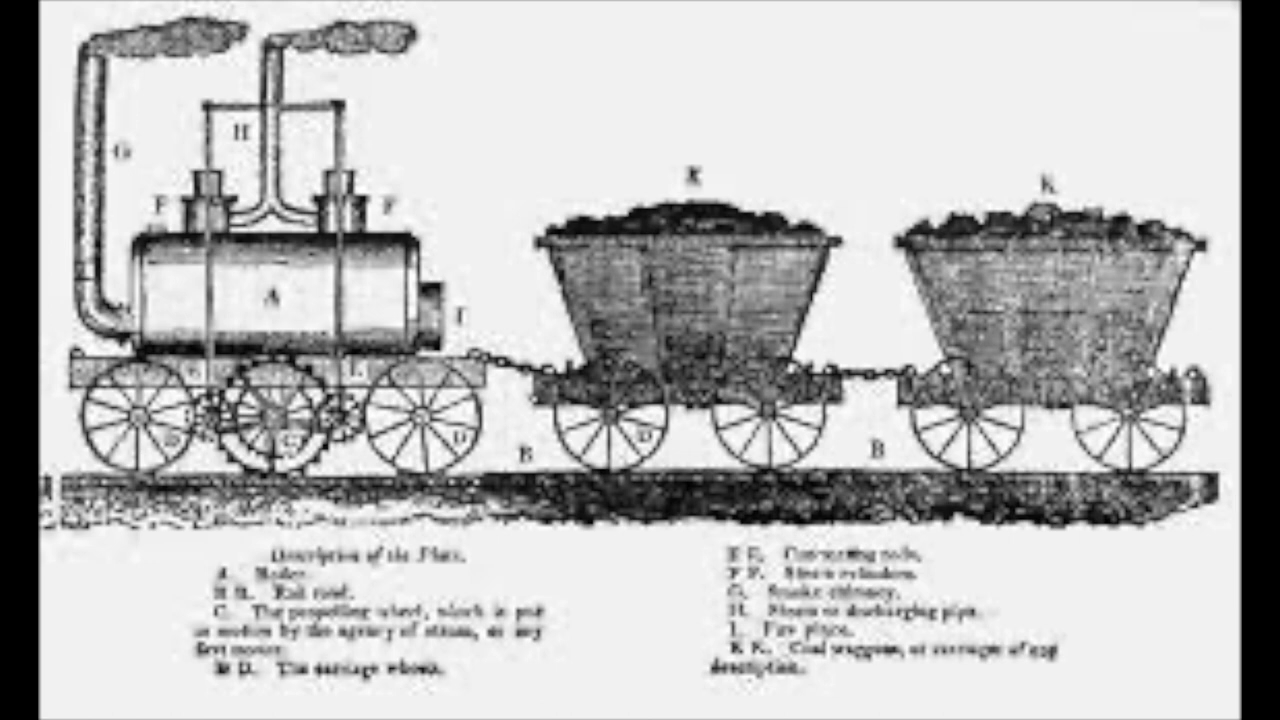 K
K
H
G
F
F
A
I
L
D
D
B
B
Description of the Plate.
A. Boiler.
B B. Rail road.
C. The propelling wheel, which is put
in motion by the agency of steam, or any
first mover.
D D. The carriage wheels.
E E. Connecting rods.
F F. Steam cylinders.
G. Smoke chimney.
H. Steam or discharging pipe.
I. Fire place.
K K. Coal waggons, or carriages of any
description.